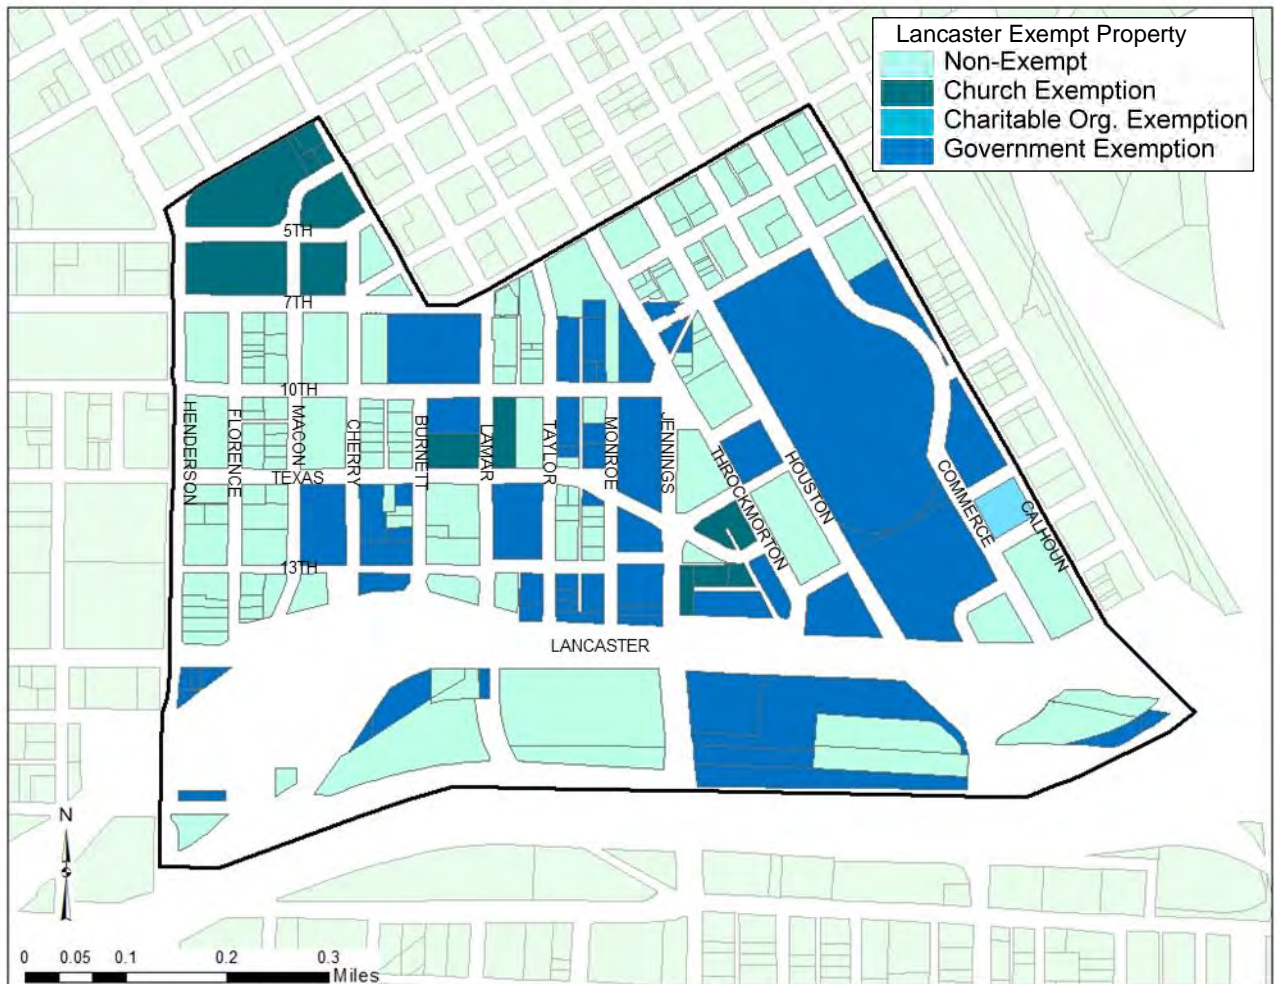 Lancaster Exempt Property
Non-Exempt
Church Exemption
Charitable Org. Exemption
Government Exemption
5TH
7TH
10TH
HENDERSON
FLORENCE
MACON
CHERRY
BURNETT
LAMAR
TAYLOR
MONROE
JENNINGS
THROCKMORTON
HOUSTON
COMMERCE
CALHOUN
TEXAS
13TH
LANCASTER
N
0 0.05 0.1 0.2 0.3
Miles